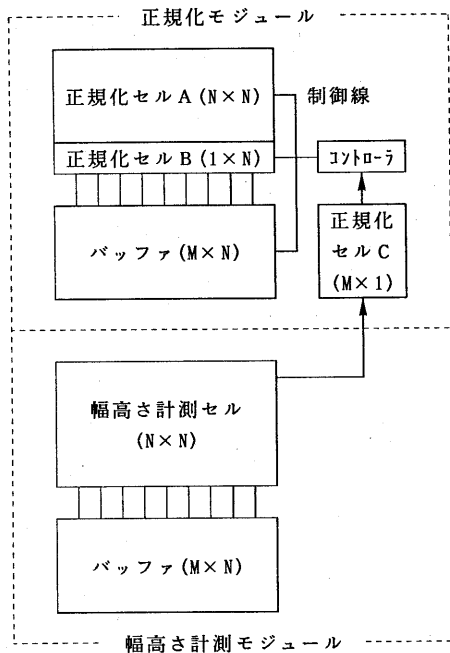 正規化モジュール
正規化セルA(N×N)
制御線
正規化セルB(1×N)
コントローラ
バッファ(M×N)
正規化
セルC
(M×1)
幅高さ計測セル
(N×N)
バッファ(M×N)
幅高さ計測モジュール